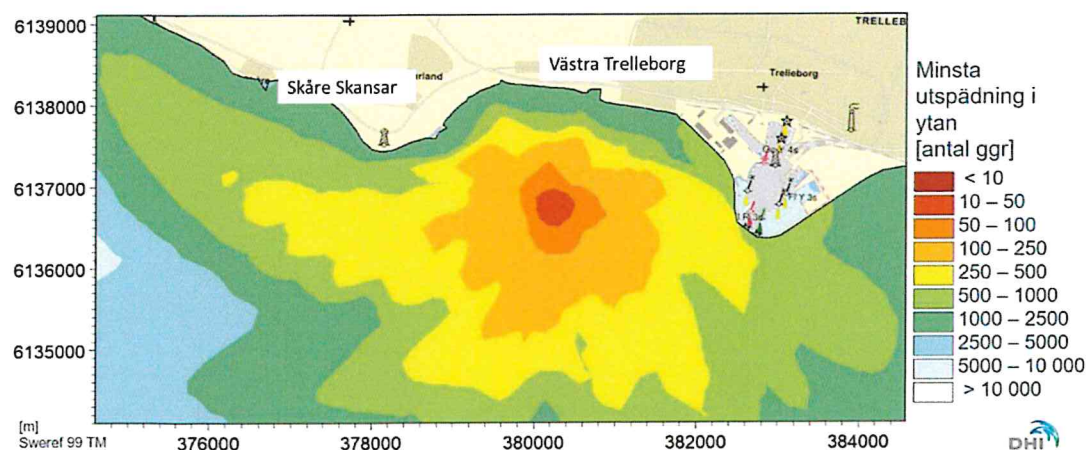 6139000
6138000
6137000
6136000
6135000
[m]
Sweref 99 TM
376000
378000
380000
382000
384000
Skåre Skansar
Västra Trelleborg
TRELLEB
Trelleborg
Minsta
utspädning i
ytan
[antal ggr]
< 10
10 – 50
50 – 100
100 – 250
250 – 500
500 – 1000
1000 – 2500
2500 – 5000
5000 – 10 000
> 10 000
DHI